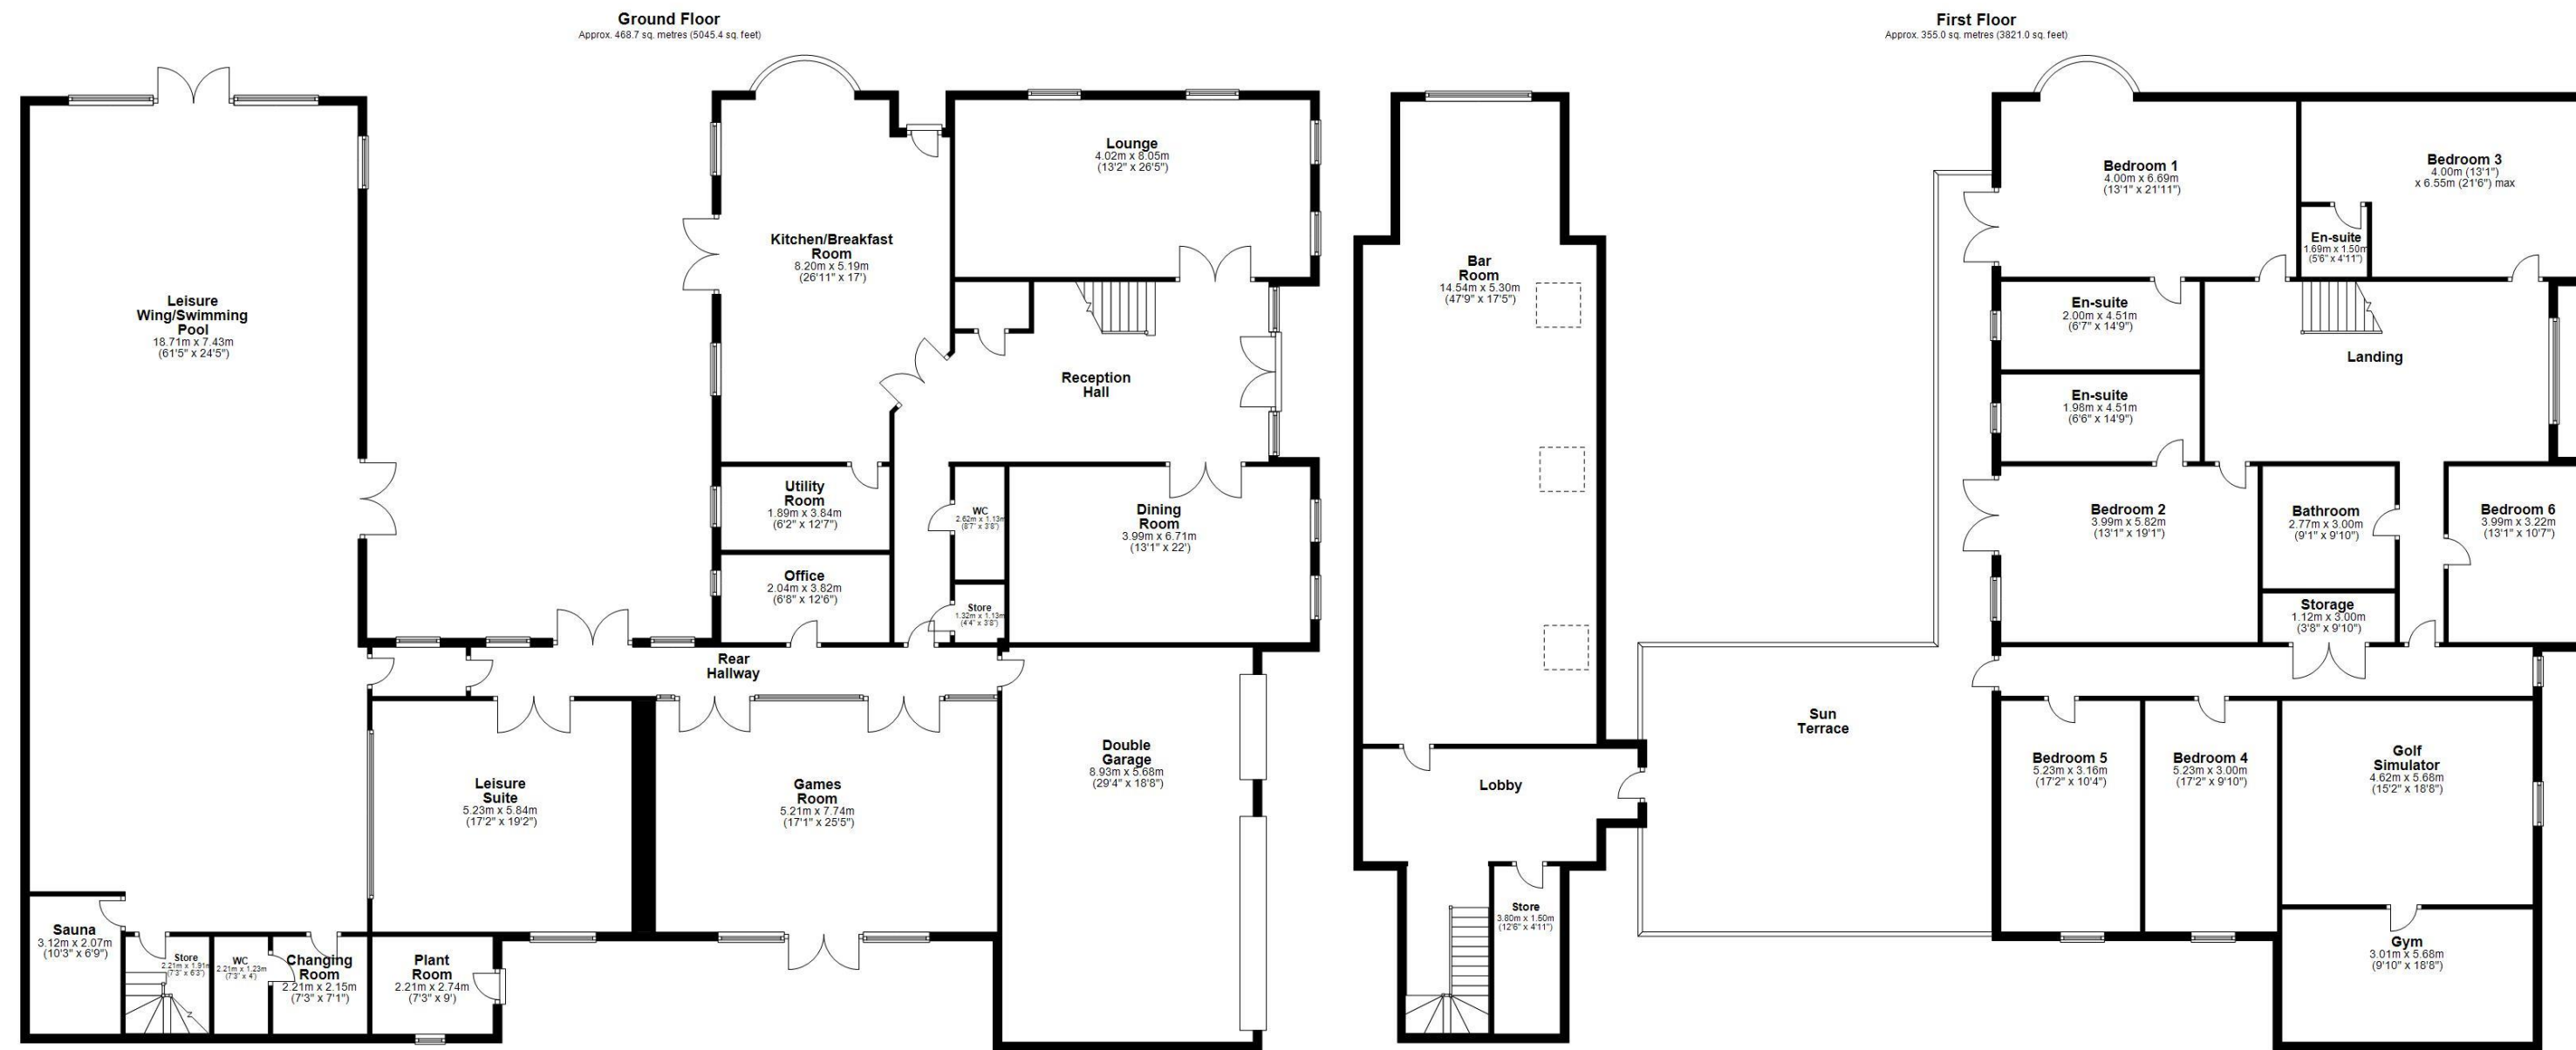 Ground Floor
Approx. 468.7 sq. metres (5045.4 sq. feet)
Leisure
Wing/Swimming
Pool
18.71m x 7.43m
(61'5" x 24'5")
Kitchen/Breakfast
Room
8.20m x 5.19m
(26'11" x 17')
Lounge
4.02m x 8.05m
(13'2" x 26'5")
Reception
Hall
Utility
Room
1.89m x 3.84m
(6'2" x 12'7")
Office
2.04m x 3.82m
(6'8" x 12'6")
WC
2.62m x 1.13m
(8'7" x 3'8")
Store
1.32m x 1.13m
(4'4" x 3'8")
Dining
Room
3.99m x 6.71m
(13'1" x 22')
Rear
Hallway
Leisure
Suite
5.23m x 5.84m
(17'2" x 19'2")
Games
Room
5.21m x 7.74m
(17'1" x 25'5")
Double
Garage
8.93m x 5.68m
(29'4" x 18'8")
Sauna
3.12m x 2.07m
(10'3" x 6'9")
Store
2.21m x 1.91m
(7'3" x 6'3")
WC
2.21m x 1.23m
(7'3" x 4')
Changing
Room
2.21m x 2.15m
(7'3" x 7'1")
Plant
Room
2.21m x 2.74m
(7'3" x 9')
First Floor
Approx. 355.0 sq. metres (3821.0 sq. feet)
Bar
Room
14.54m x 5.30m
(47'9" x 17'5")
Lobby
Store
3.80m x 1.50m
(12'6" x 4'11")
Sun
Terrace
Bedroom 1
4.00m x 6.69m
(13'1" x 21'11")
Bedroom 3
4.00m (13'1")
x 6.55m (21'6") max
En-suite
1.69m x 1.50m
(5'6" x 4'11")
En-suite
2.00m x 4.51m
(6'7" x 14'9")
Landing
En-suite
1.98m x 4.51m
(6'6" x 14'9")
Bedroom 2
3.99m x 5.82m
(13'1" x 19'1")
Bathroom
2.77m x 3.00m
(9'1" x 9'10")
Bedroom 6
3.99m x 3.22m
(13'1" x 10'7")
Storage
1.12m x 3.00m
(3'8" x 9'10")
Bedroom 5
5.23m x 3.16m
(17'2" x 10'4")
Bedroom 4
5.23m x 3.00m
(17'2" x 9'10")
Golf
Simulator
4.62m x 5.68m
(15'2" x 18'8")
Gym
3.01m x 5.68m
(9'10" x 18'8")